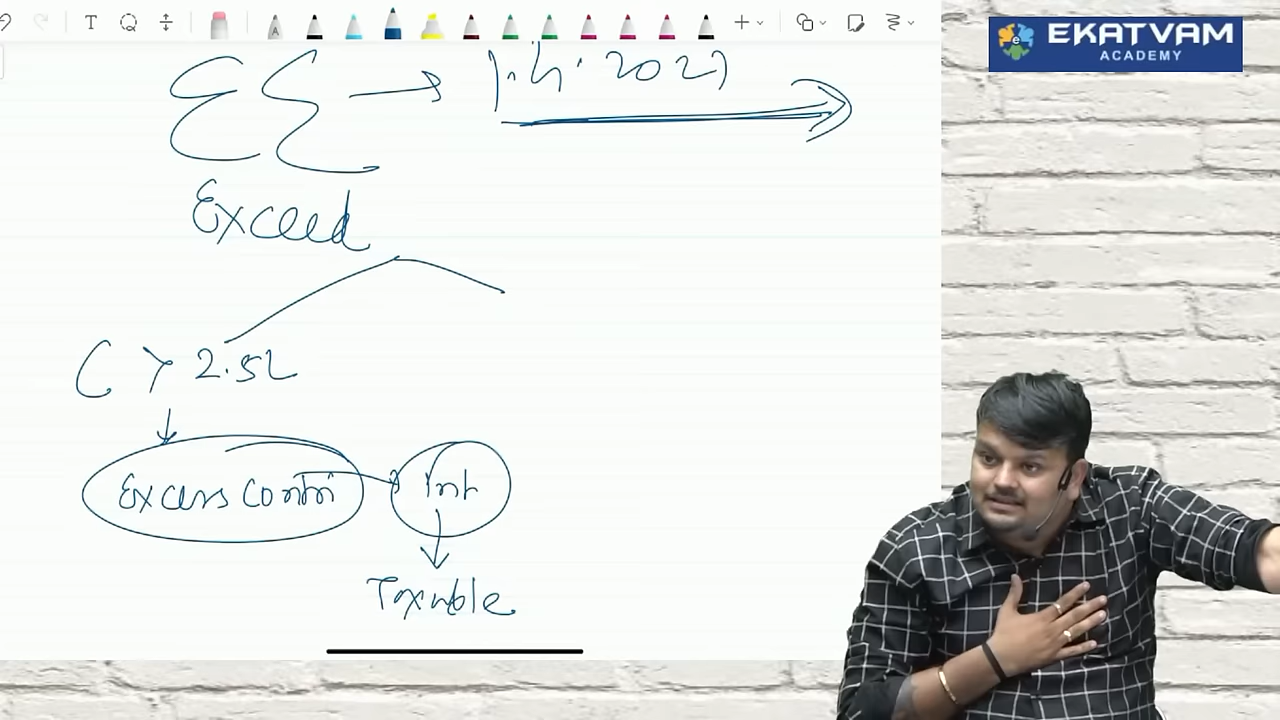 T
A
EKATVAM
ACADEMY
EE → 1.4.2021
Exceed
C > 2.5L
Excess Contri
Int
Taxable